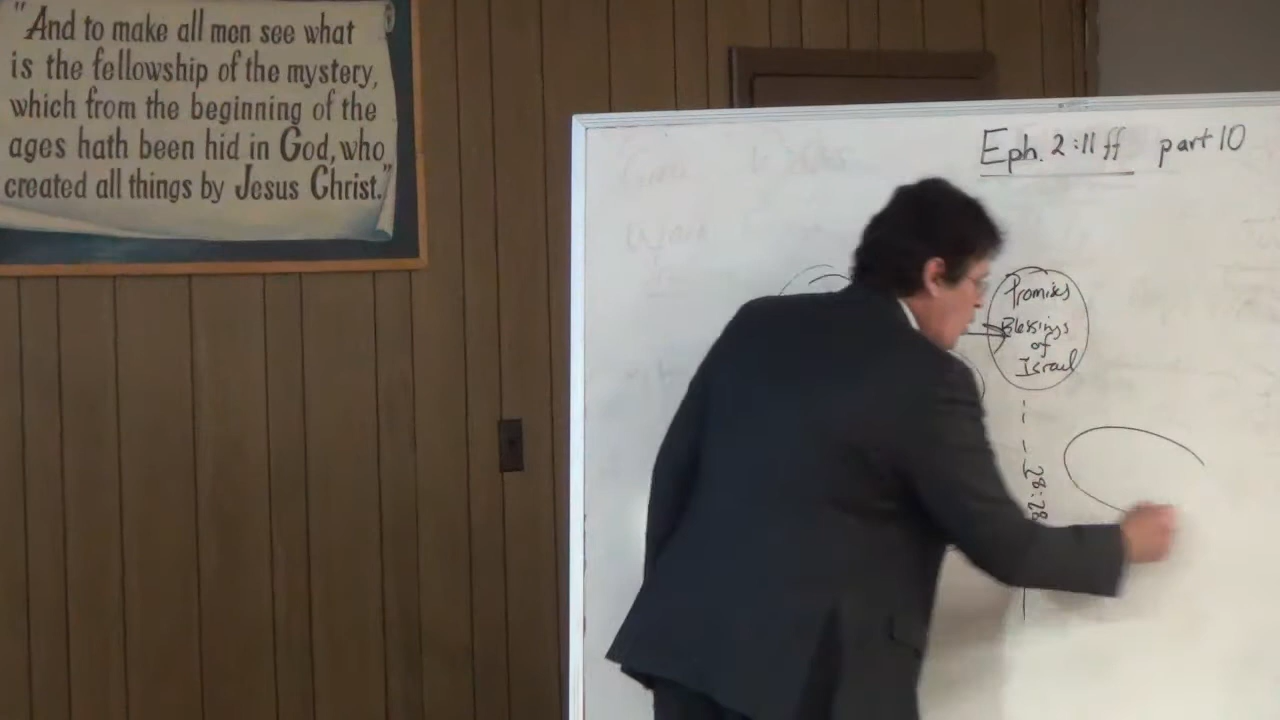 "And to make all men see what
is the fellowship of the mystery,
which from the beginning of the
ages hath been hid in God, who
created all things by Jesus Christ."
Eph. 2:11 ff part 10
Promises
Blessings
of
Israel
28:28